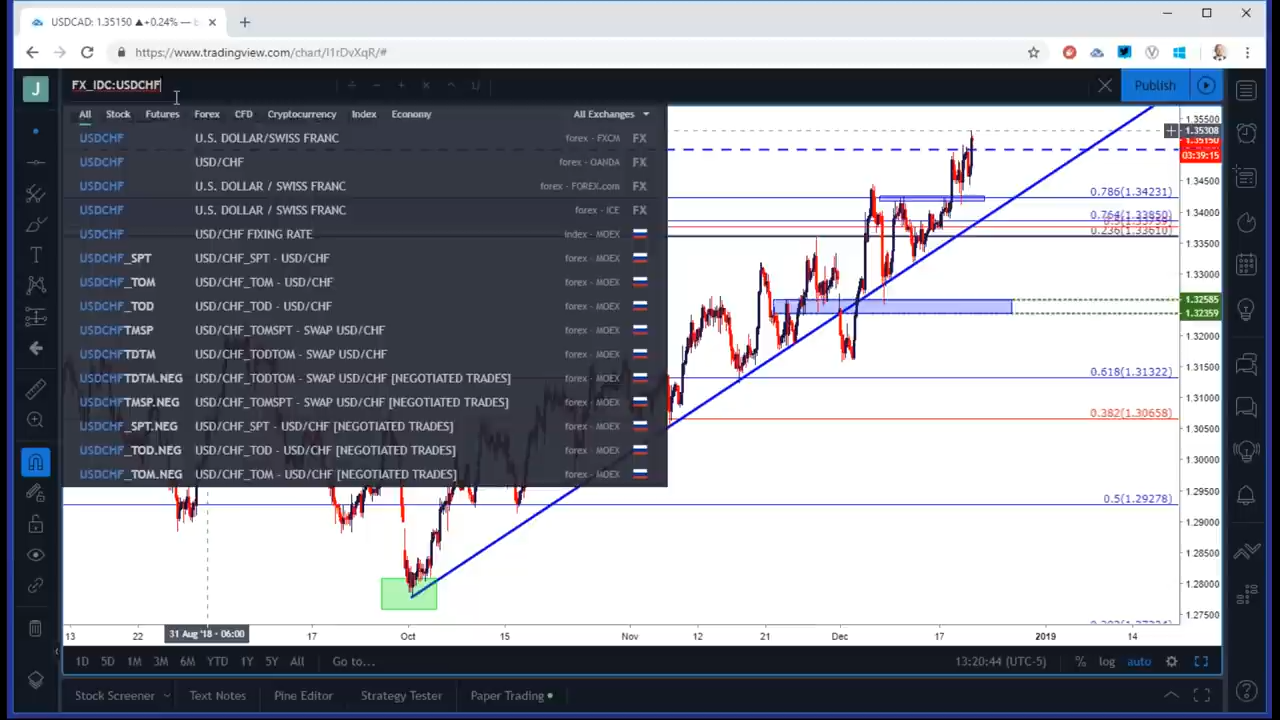 USDCAD: 1.35150 ▲+0.24% —
https://www.tradingview.com/chart/I1rDvXqR/#
J
FX_IDC:USDCHF
Publish
All Stock Futures Forex CFD Cryptocurrency Index Economy All Exchanges
USDCHF U.S. DOLLAR/SWISS FRANC forex - FXCM FX
USDCHF USD/CHF forex - OANDA FX
USDCHF U.S. DOLLAR / SWISS FRANC forex - FOREX.com FX
USDCHF U.S. DOLLAR / SWISS FRANC forex - ICE FX
USDCHF USD/CHF FIXING RATE index - MOEX
USDCHF_SPT USD/CHF_SPT - USD/CHF forex - MOEX
USDCHF_TOM USD/CHF_TOM - USD/CHF forex - MOEX
USDCHF_TOD USD/CHF_TOD - USD/CHF forex - MOEX
USDCHFTMSP USD/CHF_TOMSPT - SWAP USD/CHF forex - MOEX
USDCHFTDTM USD/CHF_TODTOM - SWAP USD/CHF forex - MOEX
USDCHFTDTM.NEG USD/CHF_TODTOM - SWAP USD/CHF [NEGOTIATED TRADES] forex - MOEX
USDCHFTMSP.NEG USD/CHF_TOMSPT - SWAP USD/CHF [NEGOTIATED TRADES] forex - MOEX
USDCHF_SPT.NEG USD/CHF_SPT - USD/CHF [NEGOTIATED TRADES] forex - MOEX
USDCHF_TOD.NEG USD/CHF_TOD - USD/CHF [NEGOTIATED TRADES] forex - MOEX
USDCHF_TOM.NEG USD/CHF_TOM - USD/CHF [NEGOTIATED TRADES] forex - MOEX
1.35500
1.35308
1.35150
03:39:15
1.34500
0.786(1.34231)
1.34000
0.764(1.33850)
0.236(1.33610)
1.33500
1.33000
1.32585
1.32359
1.32000
1.31500
0.618(1.31322)
1.31000
0.382(1.30658)
1.30500
1.30000
1.29500
0.5(1.29278)
1.29000
1.28500
1.28000
1.27500
13 22 31 Aug '18 - 06:00 17 Oct 15 Nov 12 21 Dec 17 2019 14
1D 5D 1M 3M 6M YTD 1Y 5Y All Go to... 13:20:44 (UTC-5) % log auto
Stock Screener Text Notes Pine Editor Strategy Tester Paper Trading